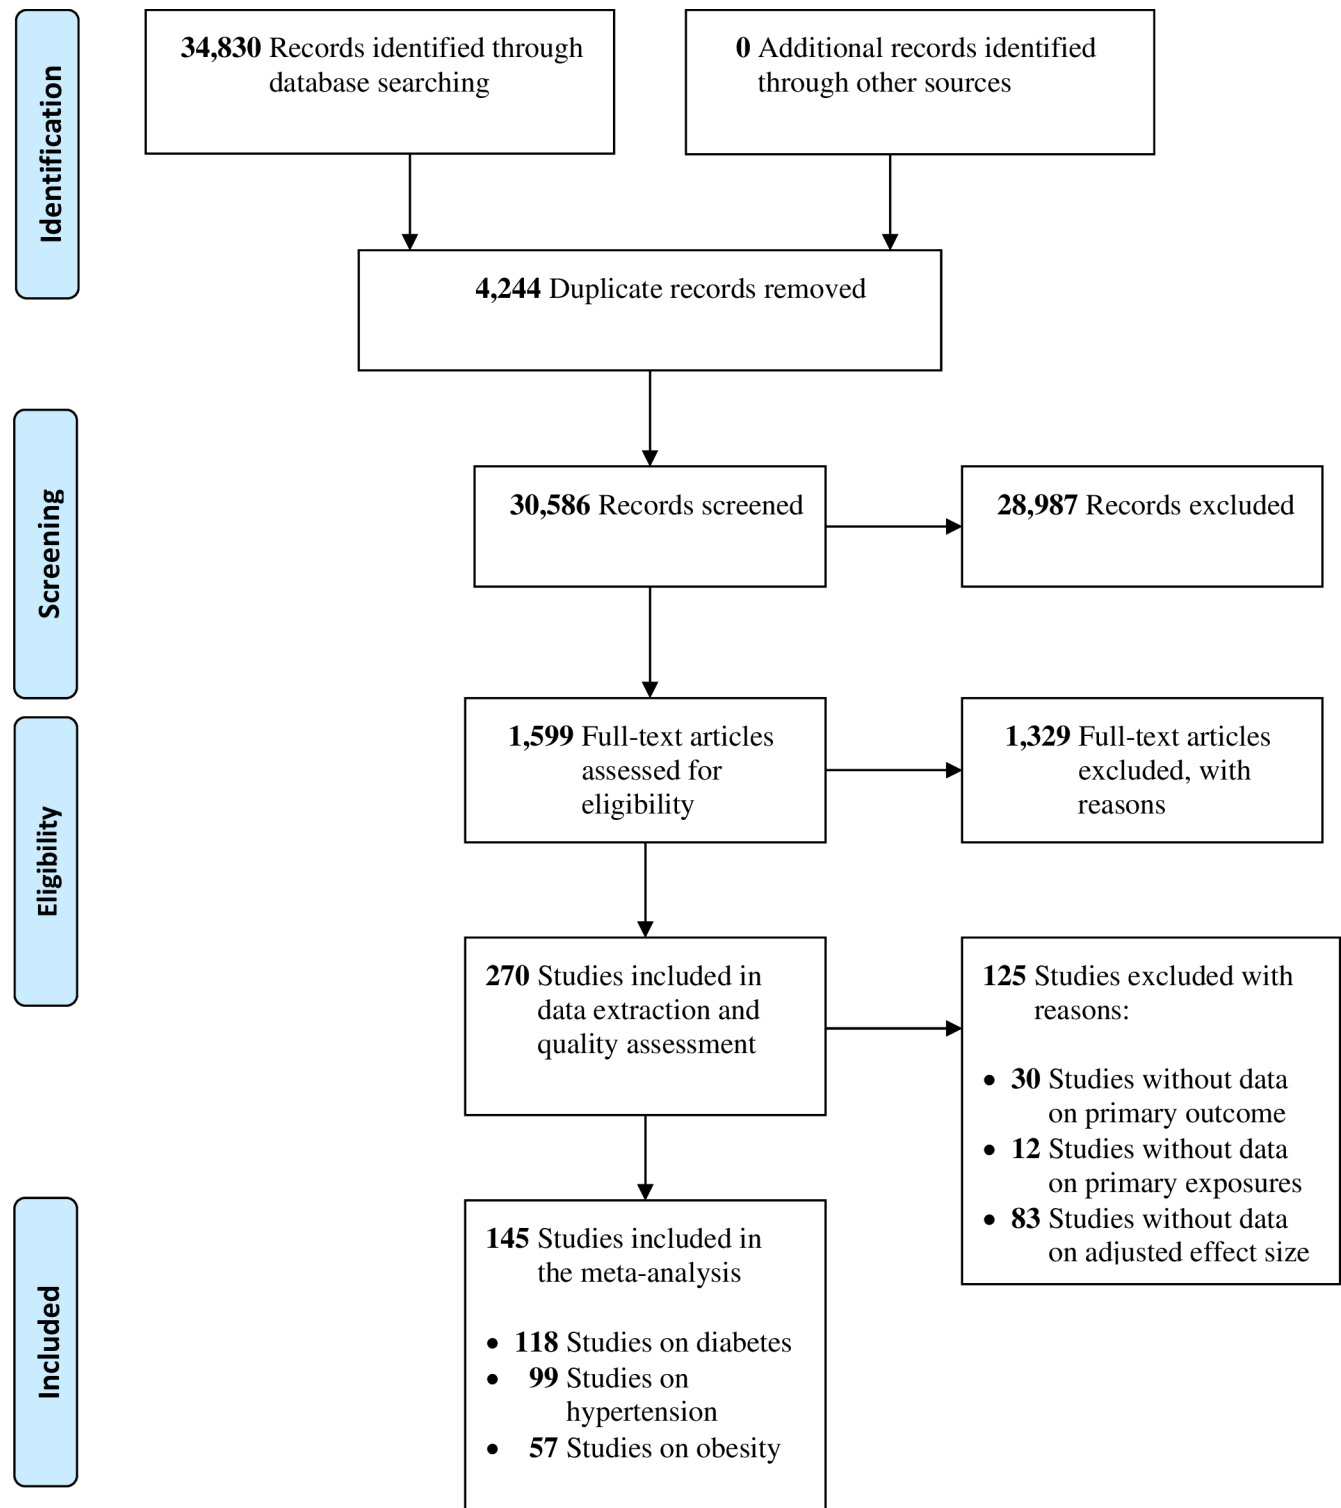 Identification
34,830 Records identified through
database searching
0 Additional records identified
through other sources
4,244 Duplicate records removed
Screening
30,586 Records screened
28,987 Records excluded
Eligibility
1,599 Full-text articles
assessed for
eligibility
1,329 Full-text articles
excluded, with
reasons
270 Studies included in
data extraction and
quality assessment
125 Studies excluded with
reasons:
• 30 Studies without data
on primary outcome
• 12 Studies without data
on primary exposures
• 83 Studies without data
on adjusted effect size
Included
145 Studies included in
the meta-analysis
• 118 Studies on diabetes
• 99 Studies on
hypertension
• 57 Studies on obesity